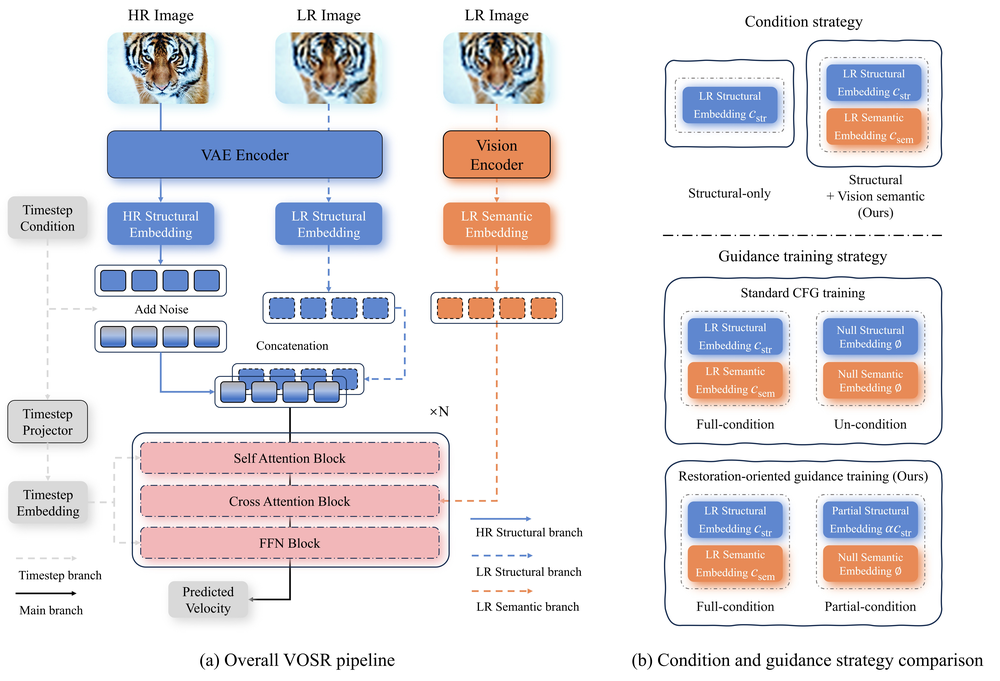 HR Image
LR Image
LR Image
VAE Encoder
Vision
Encoder
Timestep
Condition
HR Structural
Embedding
LR Structural
Embedding
LR Semantic
Embedding
Add Noise
Concatenation
×N
Timestep
Projector
Self Attention Block
Cross Attention Block
FFN Block
Timestep
Embedding
Timestep branch
Main branch
Predicted
Velocity
HR Structural branch
LR Structural branch
LR Semantic branch
(a) Overall VOSR pipeline
Condition strategy
LR Structural
Embedding c_str
Structural-only
LR Structural
Embedding c_str
LR Semantic
Embedding c_sem
Structural
+ Vision semantic
(Ours)
Guidance training strategy
Standard CFG training
LR Structural
Embedding c_str
LR Semantic
Embedding c_sem
Full-condition
Null Structural
Embedding ∅
Null Semantic
Embedding ∅
Un-condition
Restoration-oriented guidance training (Ours)
LR Structural
Embedding c_str
LR Semantic
Embedding c_sem
Full-condition
Partial Structural
Embedding αc_str
Null Semantic
Embedding ∅
Partial-condition
(b) Condition and guidance strategy comparison